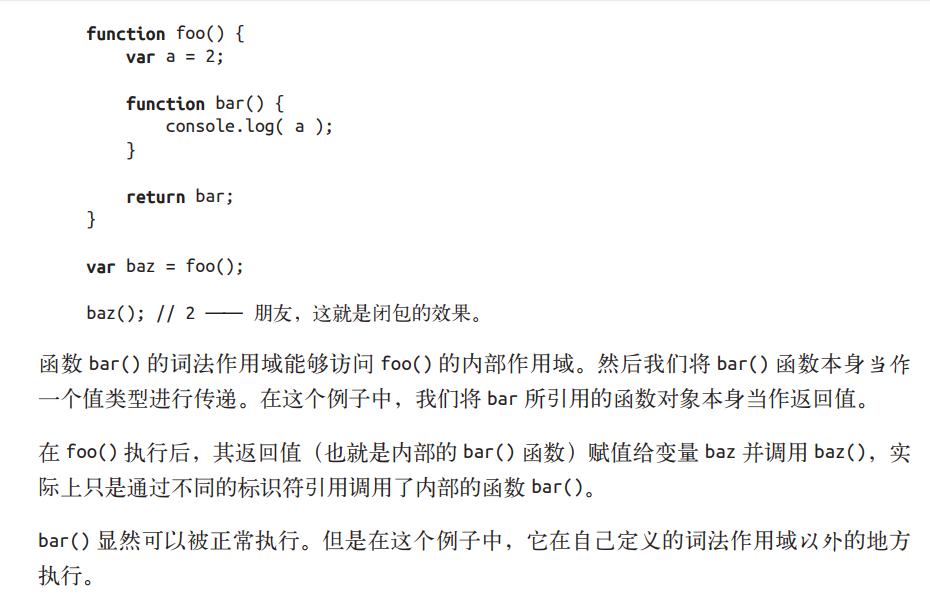 function foo() {
    var a = 2;

    function bar() {
        console.log( a );
    }

    return bar;
}

var baz = foo();

baz(); // 2 —— 朋友，这就是闭包的效果。

函数 bar() 的词法作用域能够访问 foo() 的内部作用域。然后我们将 bar() 函数本身当作
一个值类型进行传递。在这个例子中，我们将 bar 所引用的函数对象本身当作返回值。

在 foo() 执行后，其返回值（也就是内部的 bar() 函数）赋值给变量 baz 并调用 baz()，实
际上只是通过不同的标识符引用调用了内部的函数 bar()。

bar() 显然可以被正常执行。但是在这个例子中，它在自己定义的词法作用域以外的地方
执行。